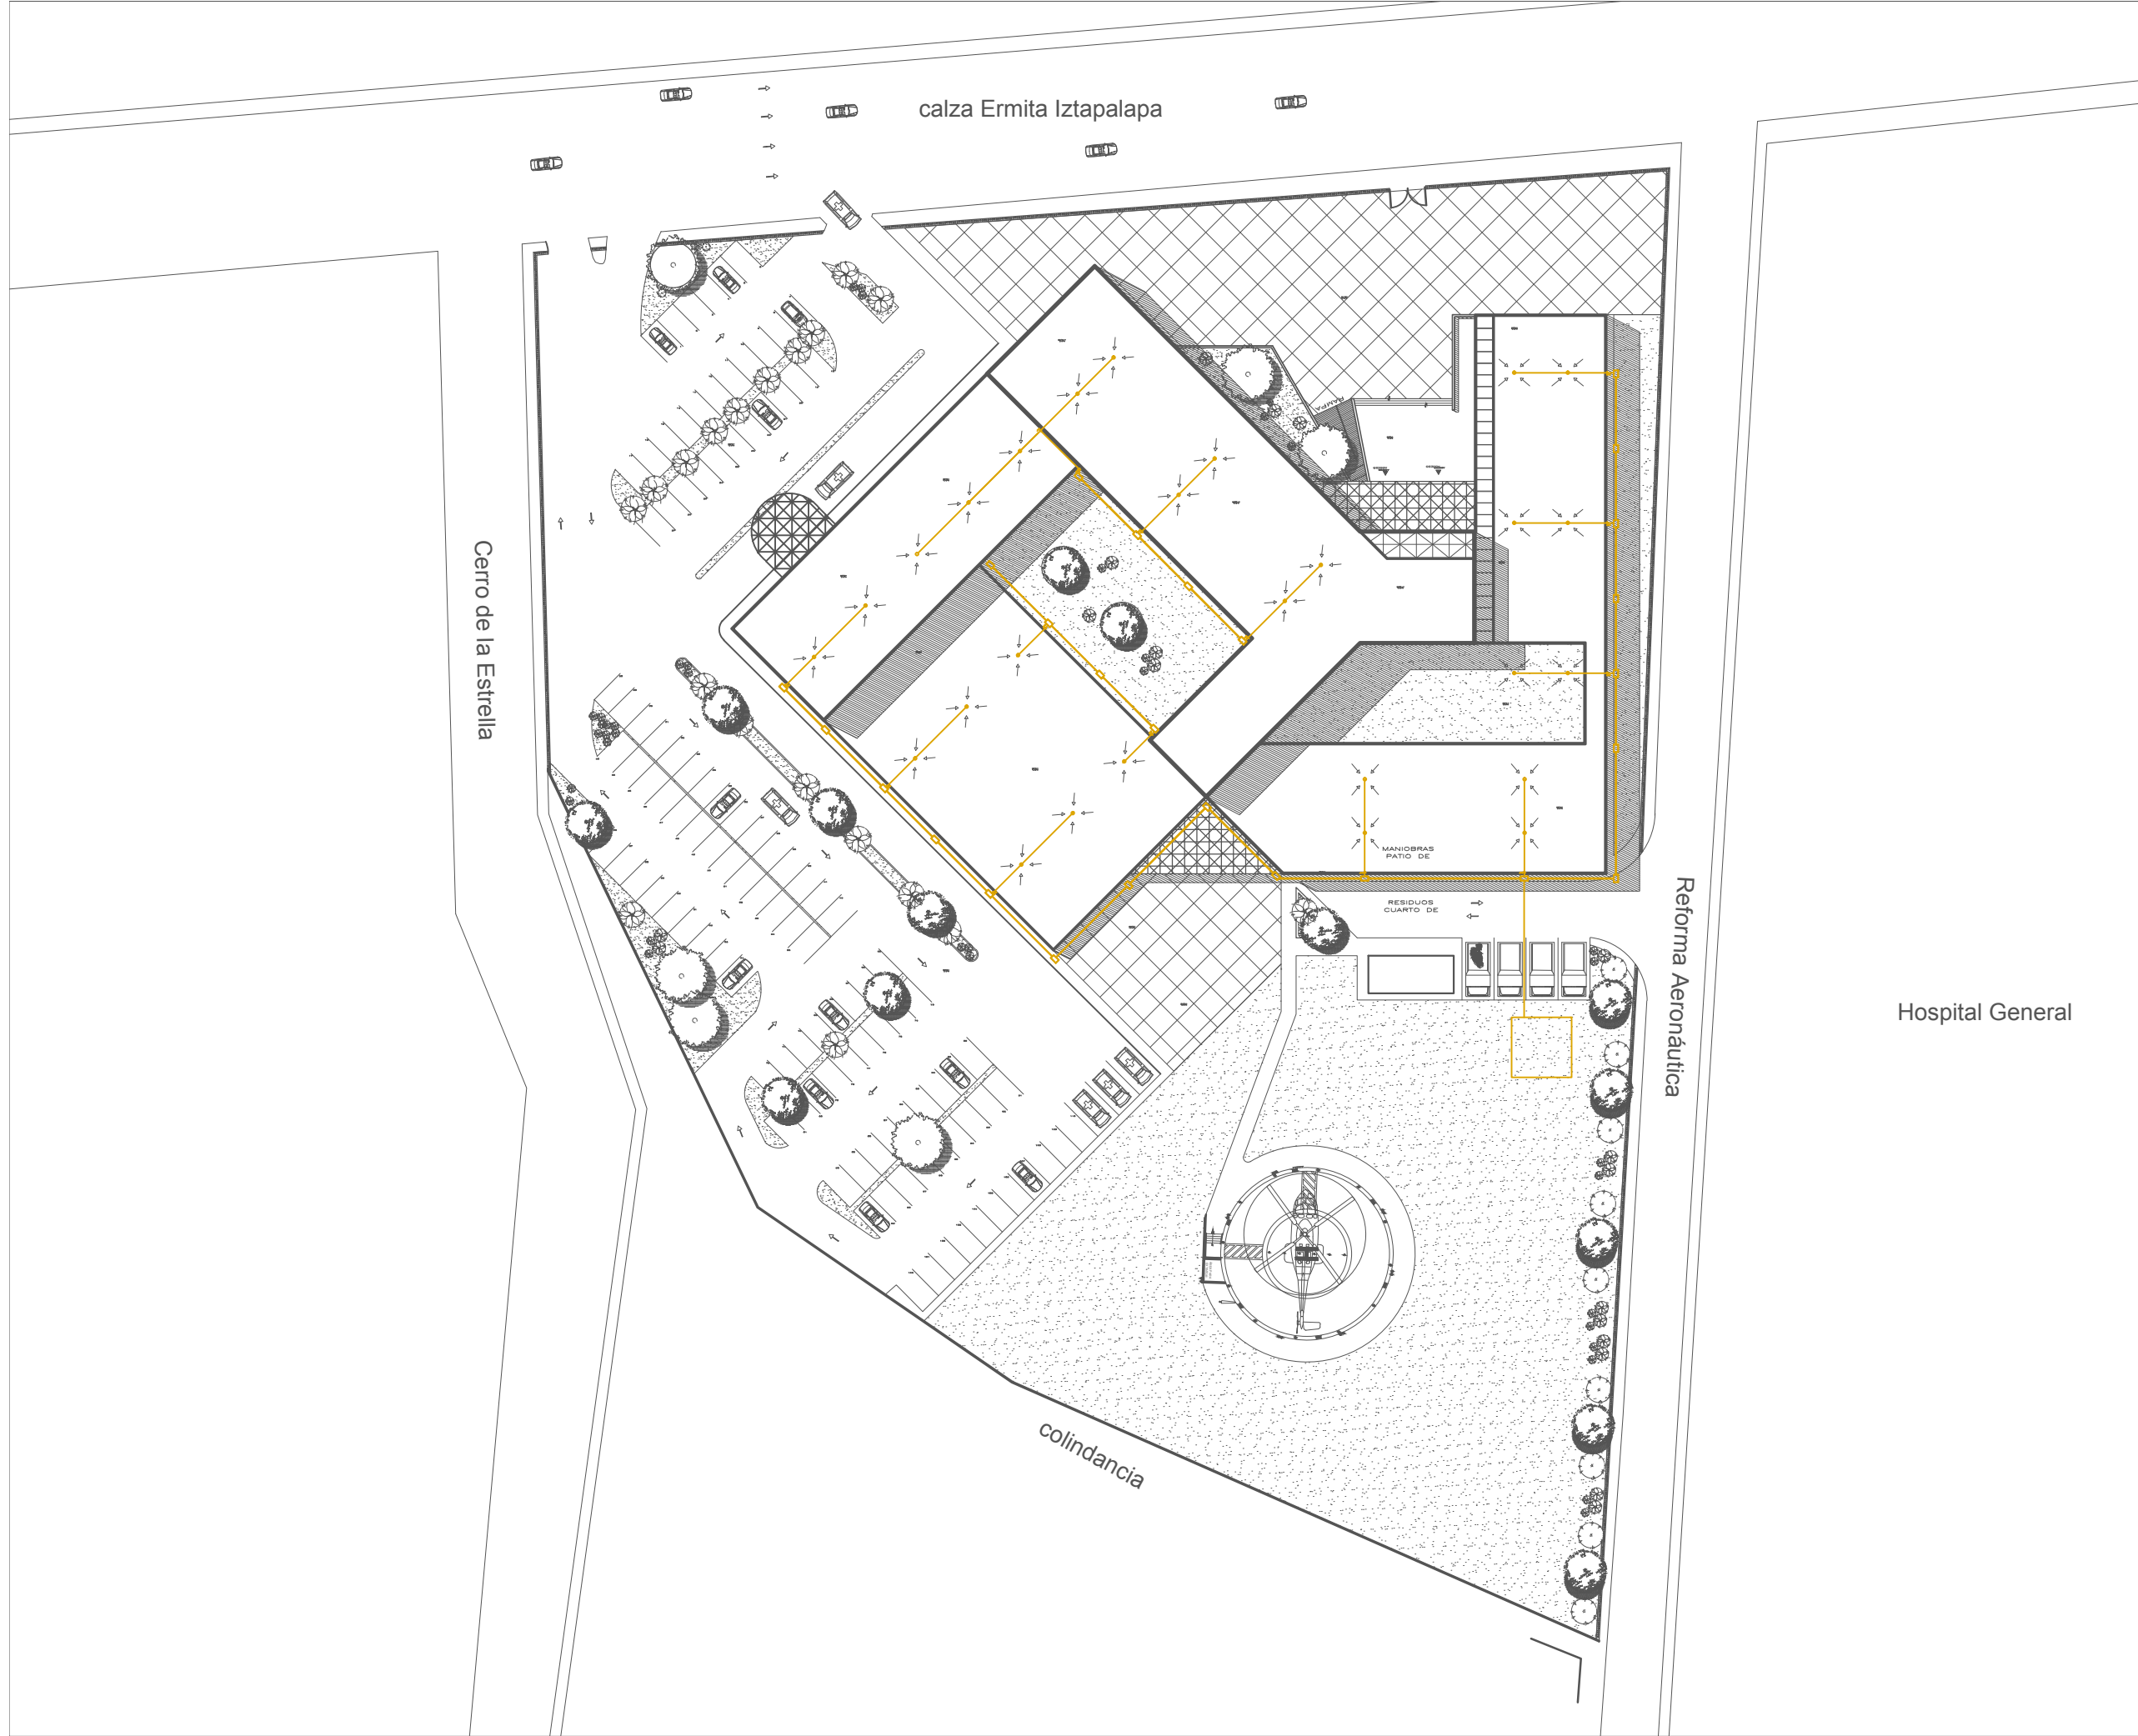 calza Ermita Iztapalapa
RAMPA
Cerro de la Estrella
MANIOBRAS
PATIO DE
RESIDUOS
CUARTO DE
Reforma Aeronáutica
Hospital General
colindancia